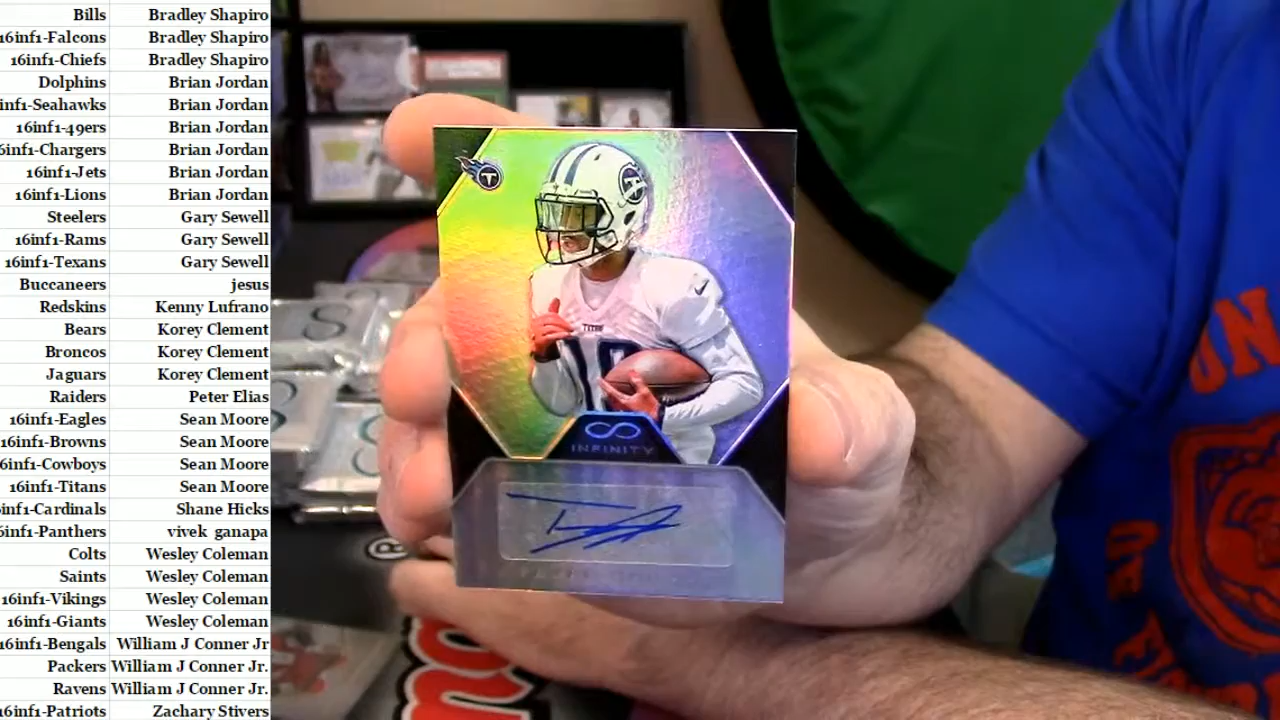 Bills Bradley Shapiro
16inf1-Falcons Bradley Shapiro
16inf1-Chiefs Bradley Shapiro
Dolphins Brian Jordan
inf1-Seahawks Brian Jordan
16inf1-49ers Brian Jordan
inf1-Chargers Brian Jordan
16inf1-Jets Brian Jordan
16inf1-Lions Brian Jordan
Steelers Gary Sewell
16inf1-Rams Gary Sewell
16inf1-Texans Gary Sewell
Buccaneers jesus
Redskins Kenny Lufrano
Bears Korey Clement
Broncos Korey Clement
Jaguars Korey Clement
Raiders Peter Elias
16inf1-Eagles Sean Moore
16inf1-Browns Sean Moore
6inf1-Cowboys Sean Moore
16inf1-Titans Sean Moore
inf1-Cardinals Shane Hicks
6inf1-Panthers vivek ganapa
Colts Wesley Coleman
Saints Wesley Coleman
16inf1-Vikings Wesley Coleman
16inf1-Giants Wesley Coleman
16inf1-Bengals William J Conner Jr
Packers William J Conner Jr.
Ravens William J Conner Jr.
16inf1-Patriots Zachary Stivers
T
TITANS
INFINITY
UN
OF